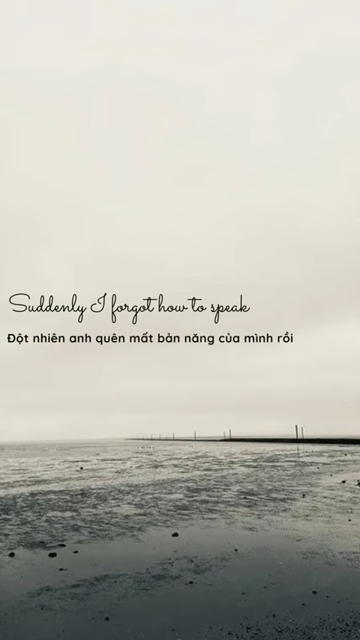 Suddenly I forgot how to speak
Đột nhiên anh quên mất bản năng của mình rồi